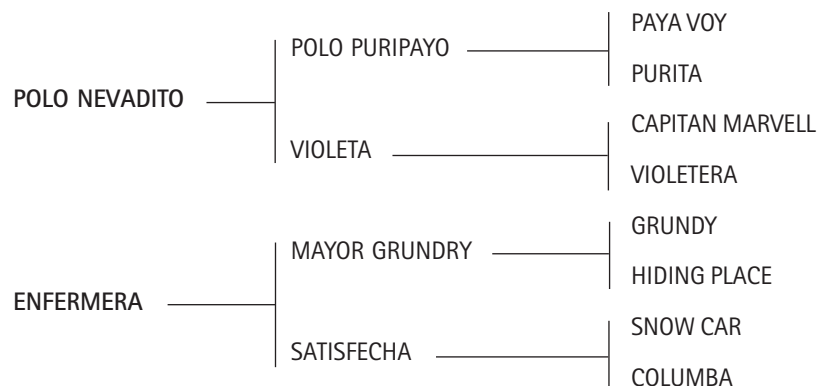 PAYA VOY
POLO PURIPAYO
PURITA
POLO NEVADITO
CAPITAN MARVELL
VIOLETA
VIOLETERA
GRUNDY
MAYOR GRUNDRY
HIDING PLACE
ENFERMERA
SNOW CAR
SATISFECHA
COLUMBA